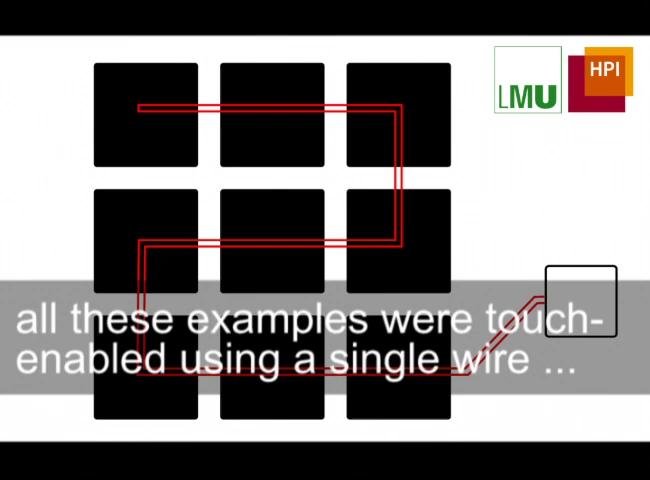 LMU
HPI
all these examples were touch-
enabled using a single wire ...